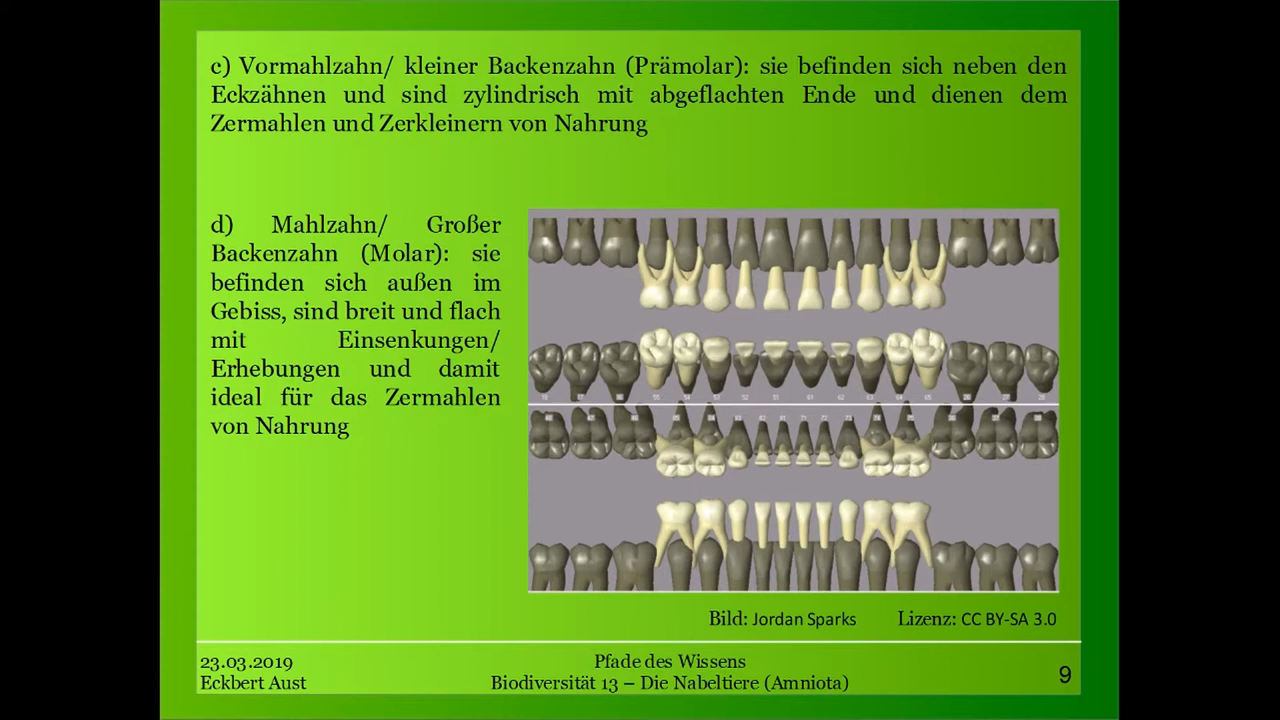 c) Vormahlzahn/ kleiner Backenzahn (Prämolar): sie befinden sich neben den
Eckzähnen und sind zylindrisch mit abgeflachten Ende und dienen dem
Zermahlen und Zerkleinern von Nahrung
d) Mahlzahn/ Großer
Backenzahn (Molar): sie
befinden sich außen im
Gebiss, sind breit und flach
mit Einsenkungen/
Erhebungen und damit
ideal für das Zermahlen
von Nahrung
Bild: Jordan Sparks Lizenz: CC BY-SA 3.0
23.03.2019
Eckbert Aust
Pfade des Wissens
Biodiversität 13 – Die Nabeltiere (Amniota)
9